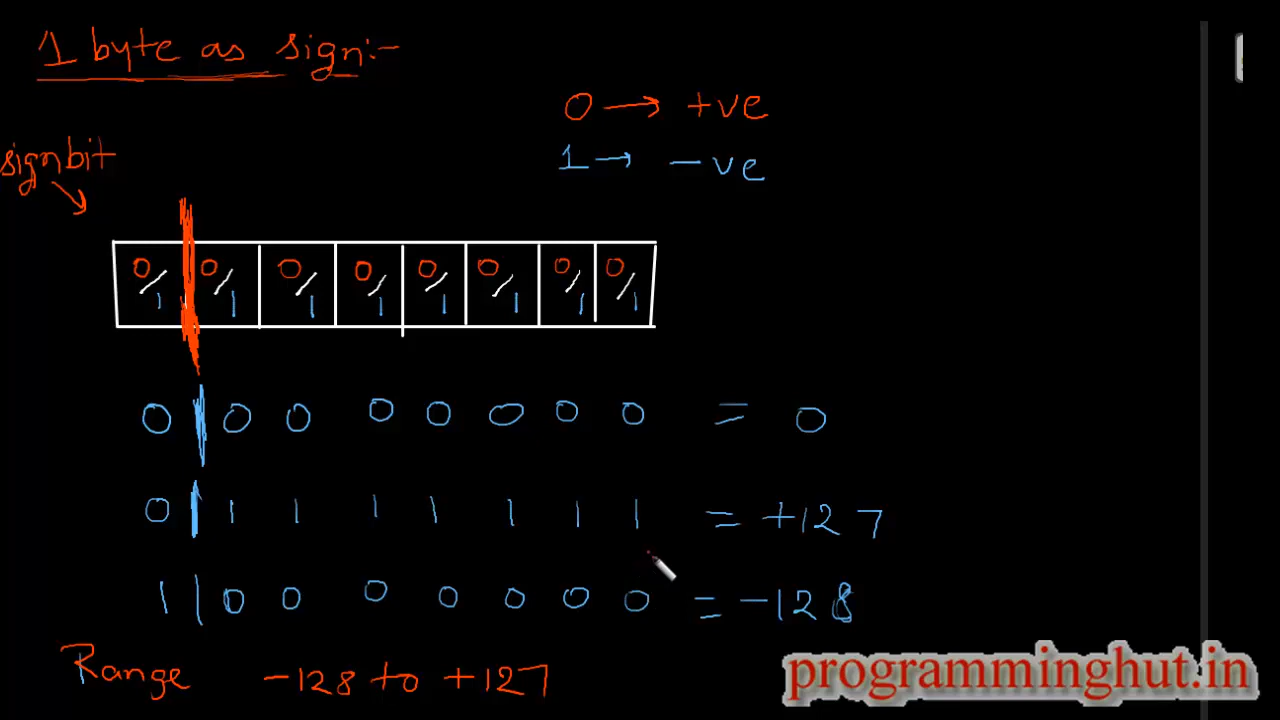 1 byte as sign:-
0 → +ve
1 → -ve
signbit
0/1 0/1 0/1 0/1 0/1 0/1 0/1 0/1
0 | 0 0 0 0 0 0 0 = 0
0 | 1 1 1 1 1 1 1 = +127
1 | 0 0 0 0 0 0 0 = -128
Range -128 to +127
programminghut.in